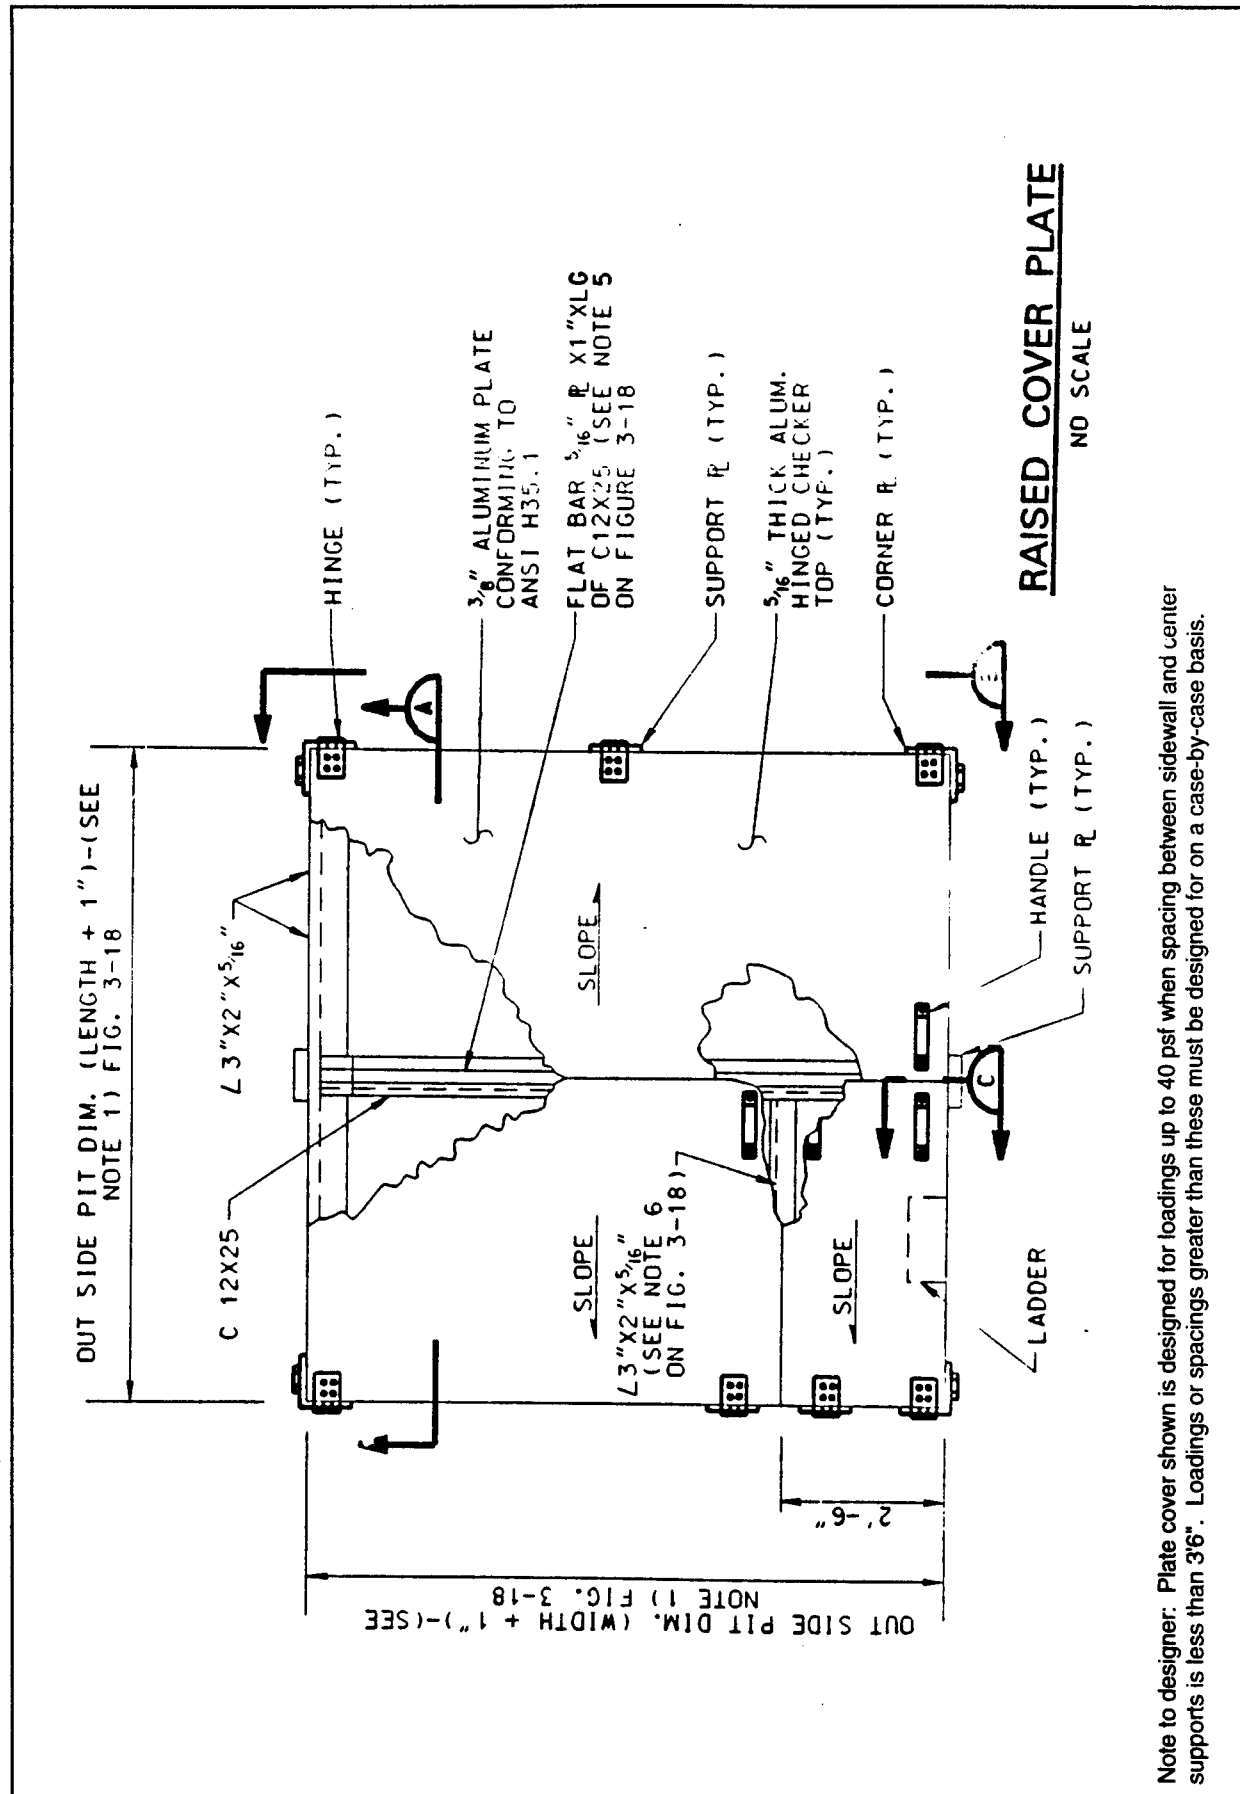 OUT SIDE PIT DIM. (LENGTH + 1")-(SEE
NOTE 1) FIG. 3-18
C 12X25
∠3"X2"X5/16"
HINGE (TYP.)
3/8" ALUMINUM PLATE
CONFORMING TO
ANSI H35.1
FLAT BAR 5/16" ℄ X1"XLG
OF C12X25 (SEE NOTE 5
ON FIGURE 3-18
A
SLOPE
SLOPE
∠3"X2"X5/16"
(SEE NOTE 6
ON FIG. 3-18)
SUPPORT PL (TYP.)
5/16" THICK ALUM.
HINGED CHECKER
TOP (TYP.)
SLOPE
CORNER PL (TYP.)
2'-6"
OUT SIDE PIT DIM. (WIDTH + 1")-(SEE
NOTE 1) FIG. 3-18
LADDER
C
HANDLE (TYP.)
SUPPORT PL (TYP.)
RAISED COVER PLATE
NO SCALE
Note to designer: Plate cover shown is designed for loadings up to 40 psf when spacing between sidewall and center
supports is less than 3'6". Loadings or spacings greater than these must be designed for on a case-by-case basis.